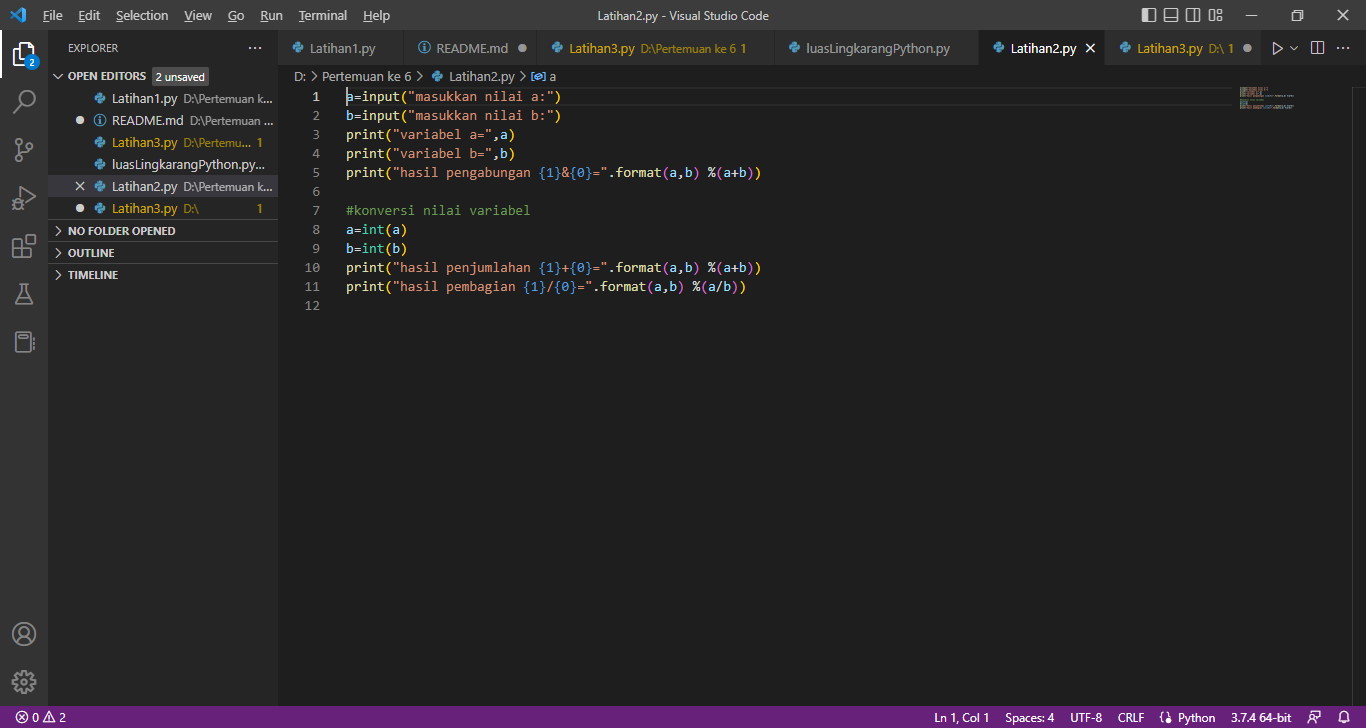 File Edit Selection View Go Run Terminal Help Latihan2.py - Visual Studio Code
EXPLORER
OPEN EDITORS 2 unsaved
Latihan1.py D:\Pertemuan k...
README.md D:\Pertemuan ...
Latihan3.py D:\Pertemu... 1
luasLingkarangPython.py...
Latihan2.py D:\Pertemuan k...
Latihan3.py D:\ 1
NO FOLDER OPENED
OUTLINE
TIMELINE
2
Latihan1.py README.md Latihan3.py D:\Pertemuan ke 6 1 luasLingkarangPython.py Latihan2.py Latihan3.py D:\ 1
D: > Pertemuan ke 6 > Latihan2.py > a
1 a=input("masukkan nilai a:")
2 b=input("masukkan nilai b:")
3 print("variabel a=",a)
4 print("variabel b=",b)
5 print("hasil pengabungan {1}&{0}=".format(a,b) %(a+b))
6
7 #konversi nilai variabel
8 a=int(a)
9 b=int(b)
10 print("hasil penjumlahan {1}+{0}=".format(a,b) %(a+b))
11 print("hasil pembagian {1}/{0}=".format(a,b) %(a/b))
12
0 2 Ln 1, Col 1 Spaces: 4 UTF-8 CRLF Python 3.7.4 64-bit